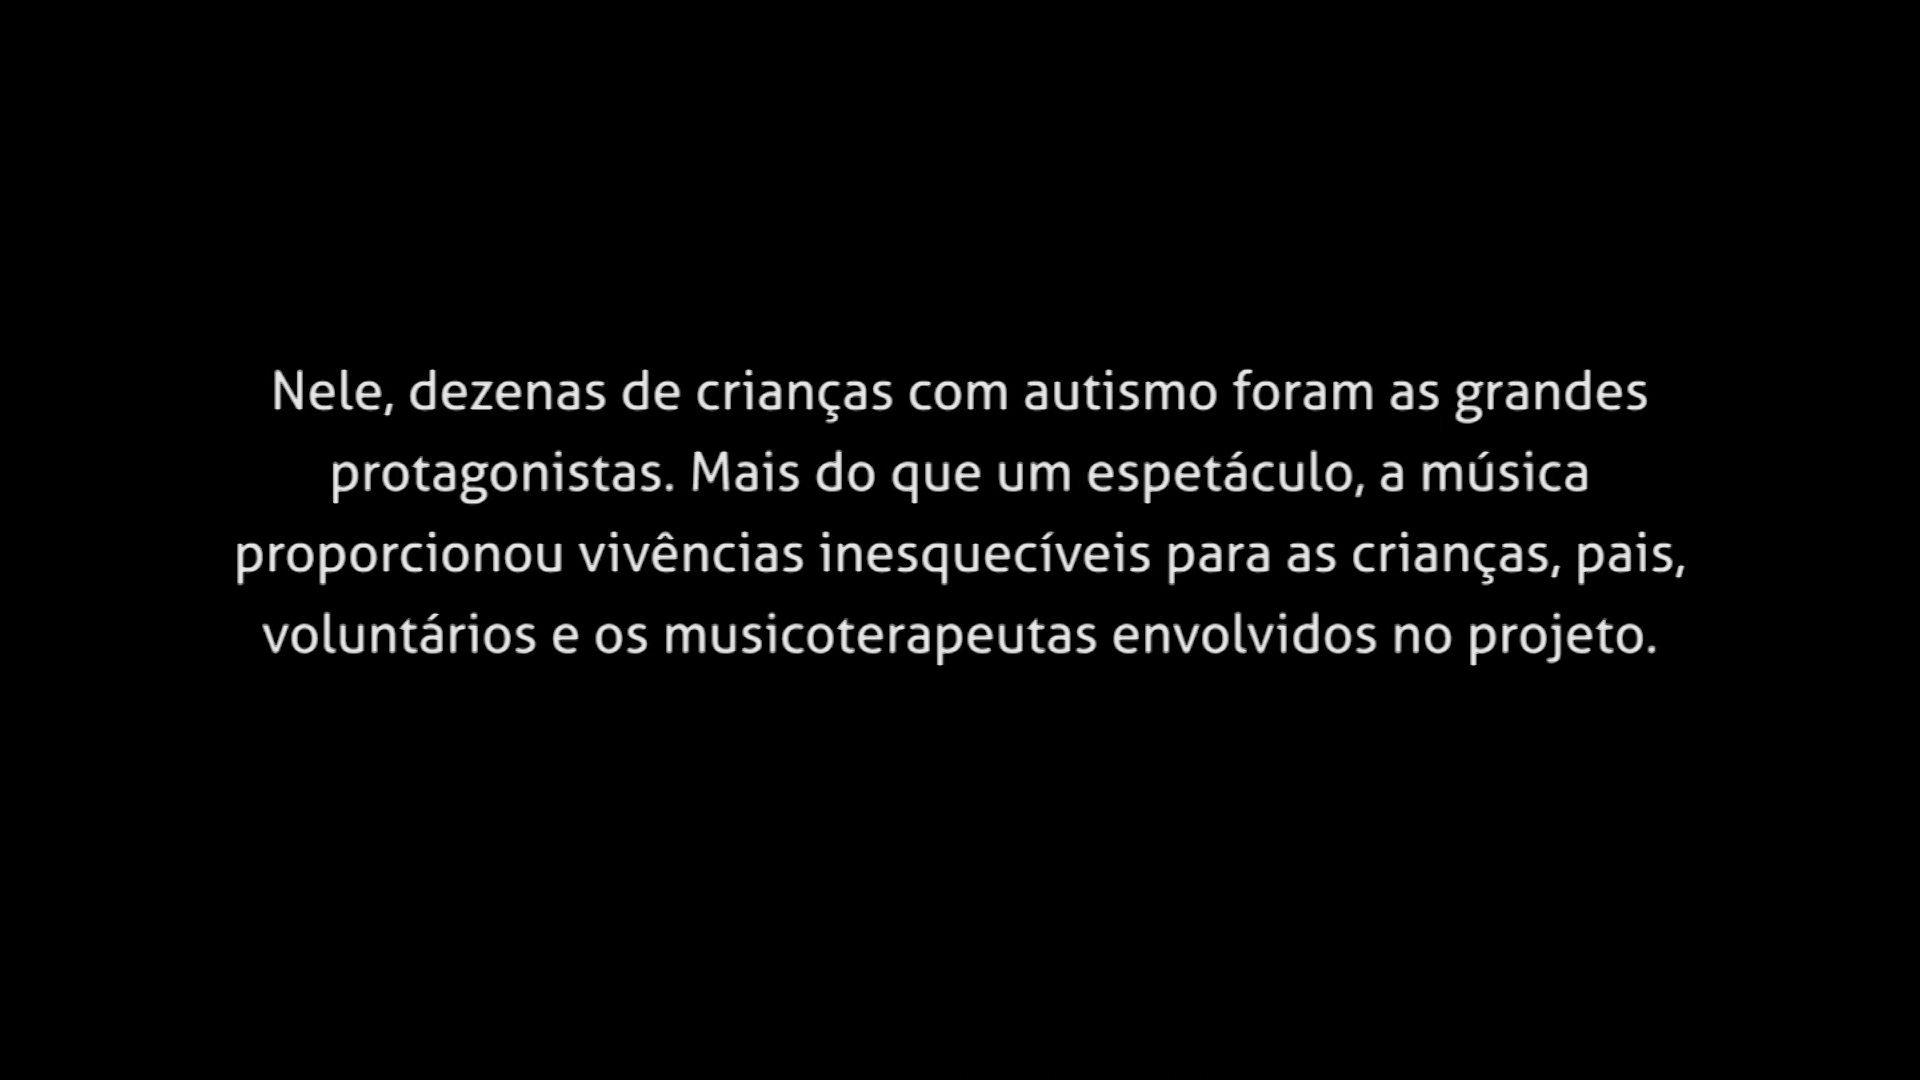 Nele, dezenas de crianças com autismo foram as grandes
protagonistas. Mais do que um espetáculo, a música
proporcionou vivências inesquecíveis para as crianças, pais,
voluntários e os musicoterapeutas envolvidos no projeto.